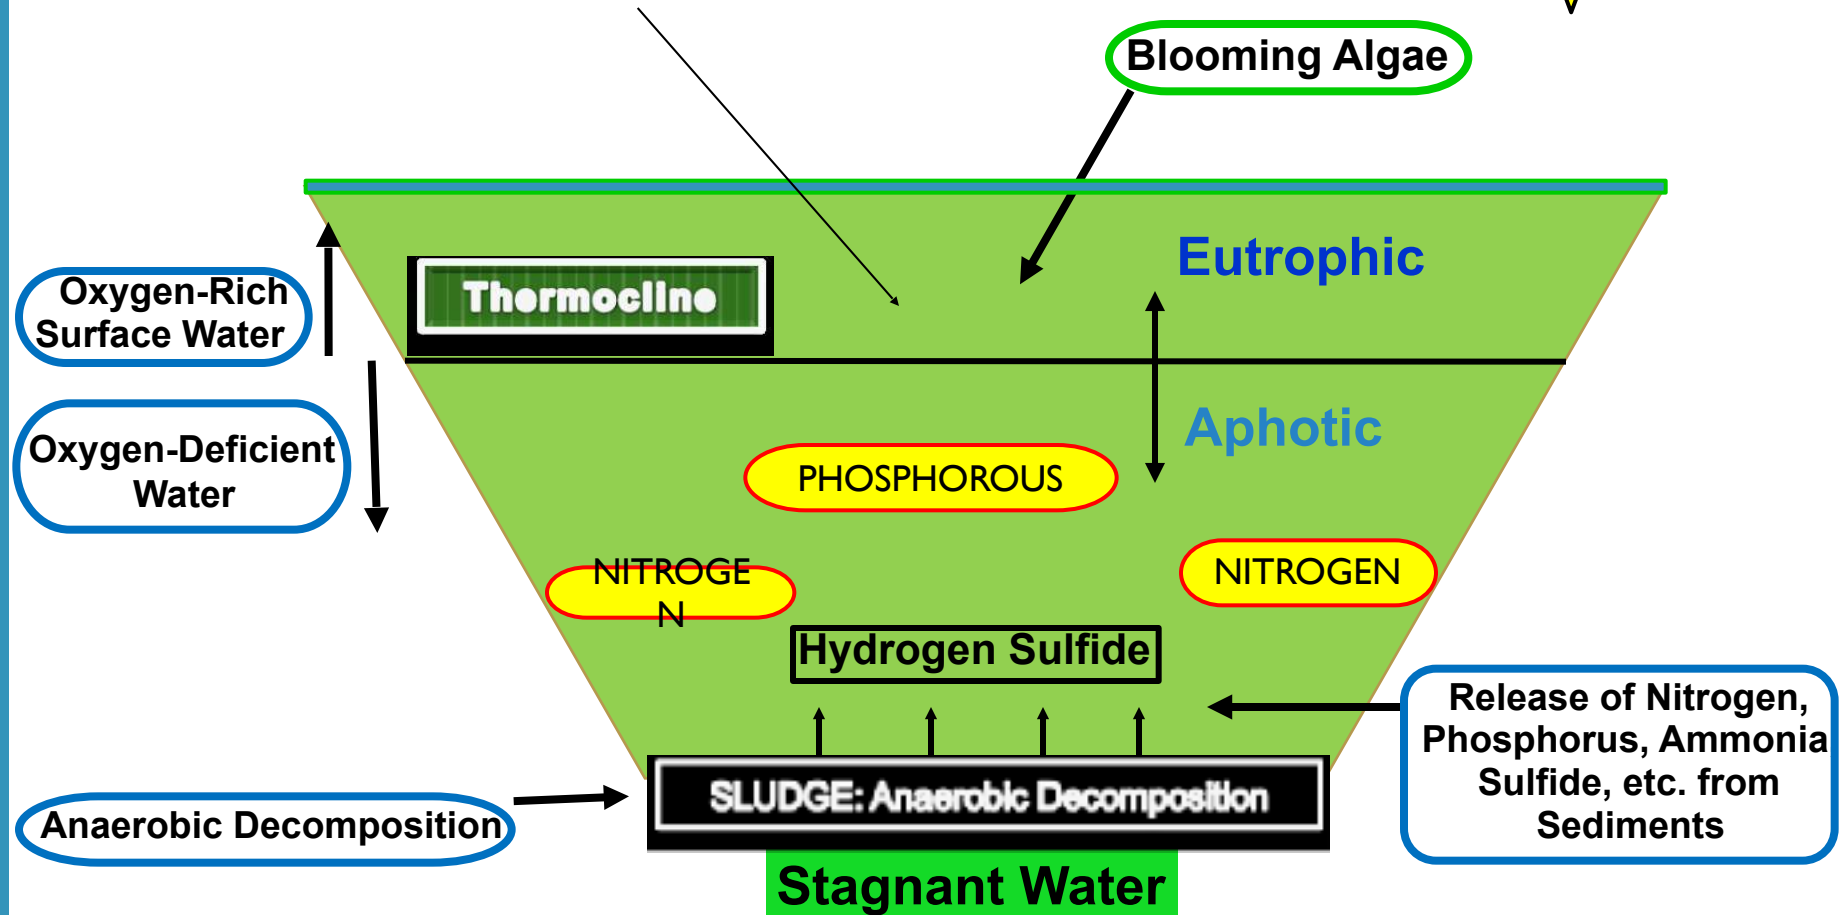 Blooming Algae
Eutrophic
Oxygen-Rich
Surface Water
Thermocline
Aphotic
Oxygen-Deficient
Water
PHOSPHOROUS
NITROGE
N
NITROGEN
Hydrogen Sulfide
Release of Nitrogen,
Phosphorus, Ammonia
Sulfide, etc. from
Sediments
SLUDGE: Anaerobic Decomposition
Anaerobic Decomposition
Stagnant Water